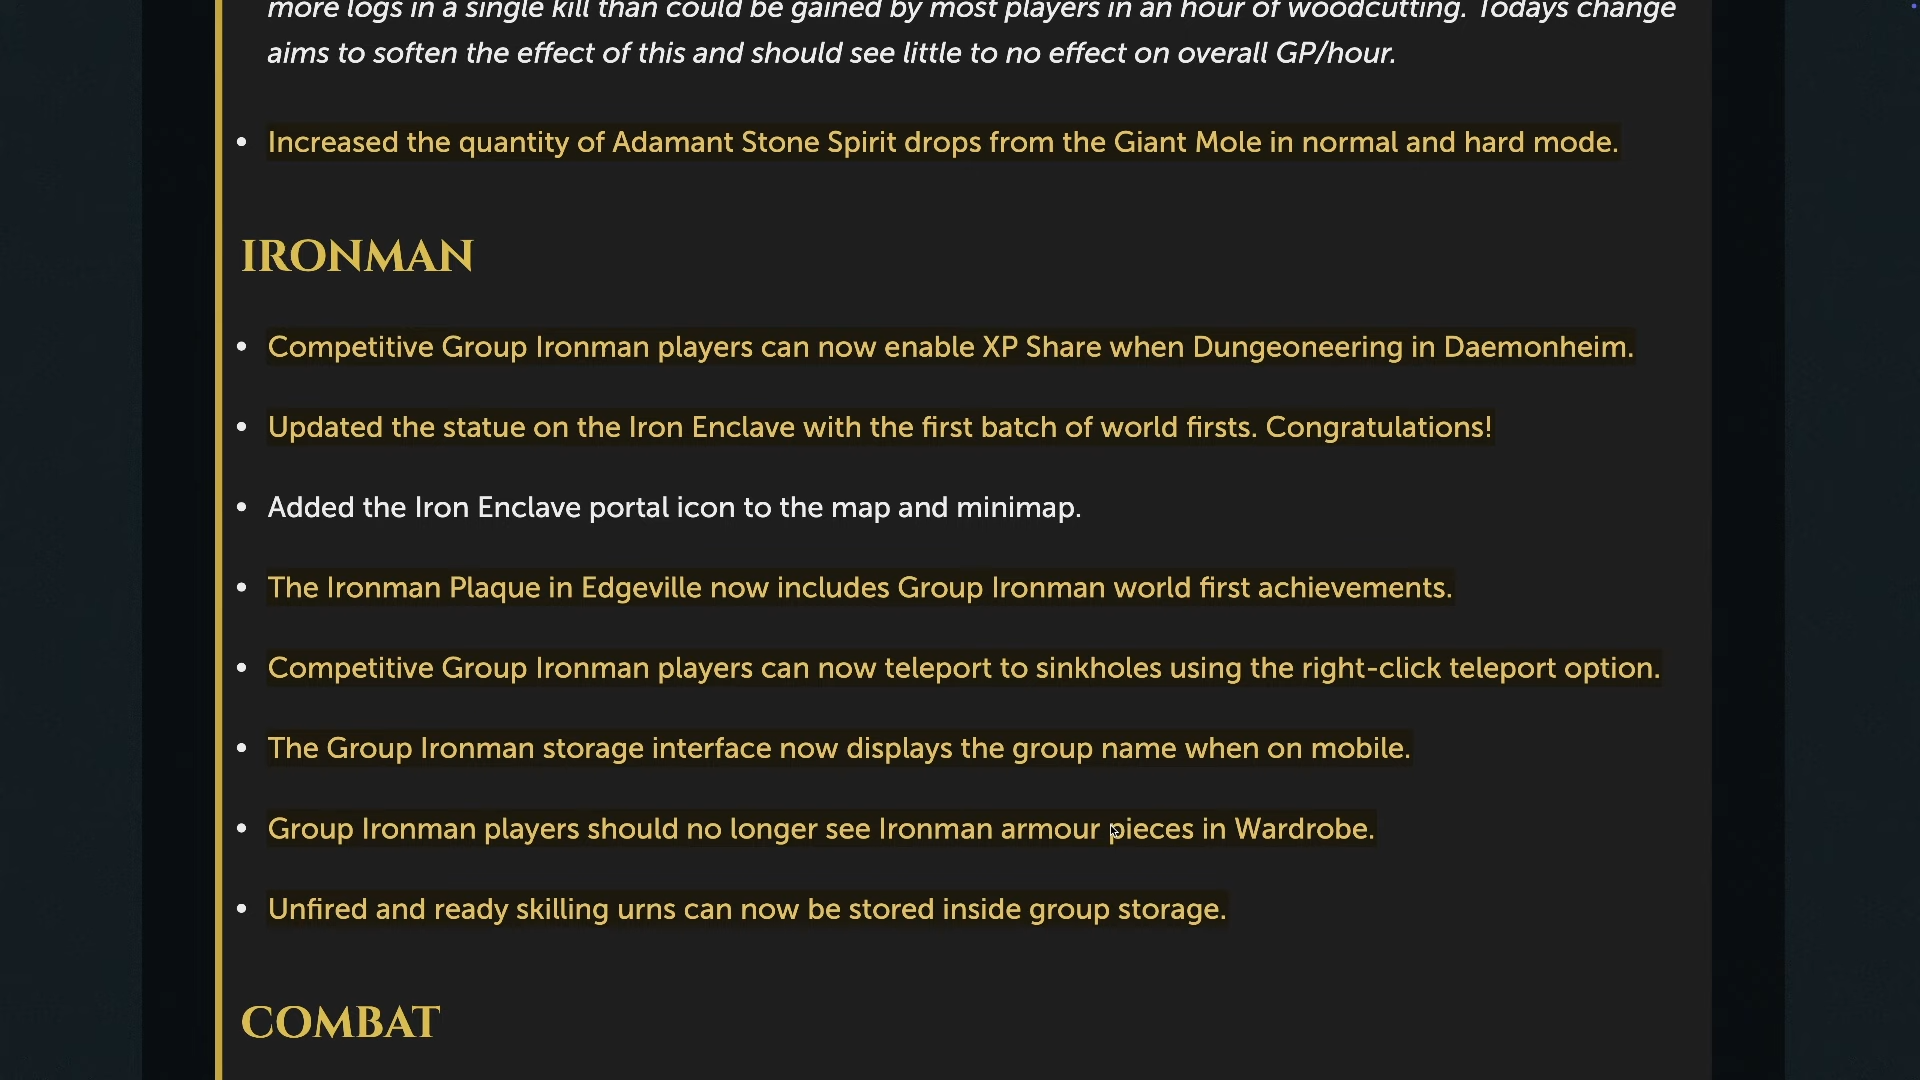 more logs in a single kill than could be gained by most players in an hour of woodcutting. Todays change
aims to soften the effect of this and should see little to no effect on overall GP/hour.
• Increased the quantity of Adamant Stone Spirit drops from the Giant Mole in normal and hard mode.
IRONMAN
• Competitive Group Ironman players can now enable XP Share when Dungeoneering in Daemonheim.
• Updated the statue on the Iron Enclave with the first batch of world firsts. Congratulations!
• Added the Iron Enclave portal icon to the map and minimap.
• The Ironman Plaque in Edgeville now includes Group Ironman world first achievements.
• Competitive Group Ironman players can now teleport to sinkholes using the right-click teleport option.
• The Group Ironman storage interface now displays the group name when on mobile.
• Group Ironman players should no longer see Ironman armour pieces in Wardrobe.
• Unfired and ready skilling urns can now be stored inside group storage.
COMBAT